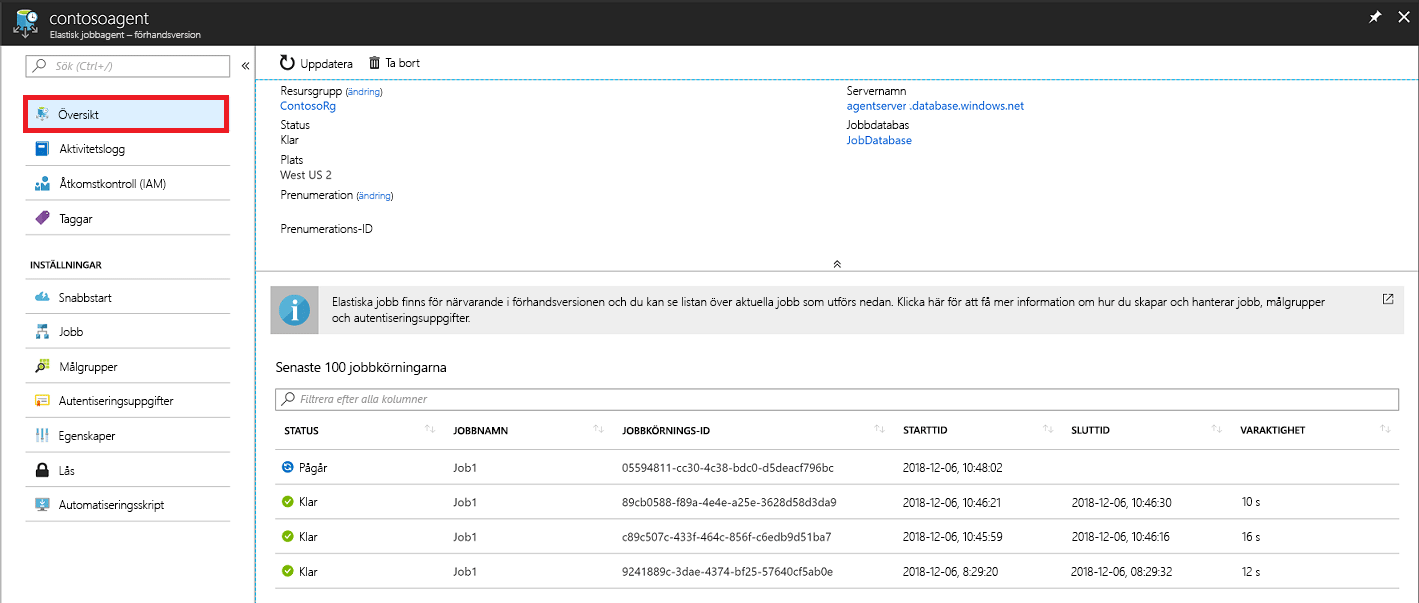 contosoagent
Elastisk jobbagent – förhandsversion
Sök (Ctrl+/)
«
Översikt
Aktivitetslogg
Åtkomstkontroll (IAM)
Taggar
INSTÄLLNINGAR
Snabbstart
Jobb
Målgrupper
Autentiseringsuppgifter
Egenskaper
Lås
Automatiseringsskript
Uppdatera Ta bort
Resursgrupp (ändring)
ContosoRg
Status
Klar
Plats
West US 2
Prenumeration (ändring)
Prenumerations-ID
Servernamn
agentserver .database.windows.net
Jobbdatabas
JobDatabase
Elastiska jobb finns för närvarande i förhandsversionen och du kan se listan över aktuella jobb som utförs nedan. Klicka här för att få mer information om hur du skapar och hanterar jobb, målgrupper
och autentiseringsuppgifter.
Senaste 100 jobbkörningarna
Filtrera efter alla kolumner
STATUS JOBBNAMN JOBBKÖRNINGS-ID STARTTID SLUTTID VARAKTIGHET
Pågår Job1 05594811-cc30-4c38-bdc0-d5deacf796bc 2018-12-06, 10:48:02
Klar Job1 89cb0588-f89a-4e4e-a25e-3628d58d3da9 2018-12-06, 10:46:21 2018-12-06, 10:46:30 10 s
Klar Job1 c89c507c-433f-464c-856f-c6edb9d51ba7 2018-12-06, 10:45:59 2018-12-06, 10:46:16 16 s
Klar Job1 9241889c-3dae-4374-bf25-57640cf5ab0e 2018-12-06, 8:29:20 2018-12-06, 08:29:32 12 s